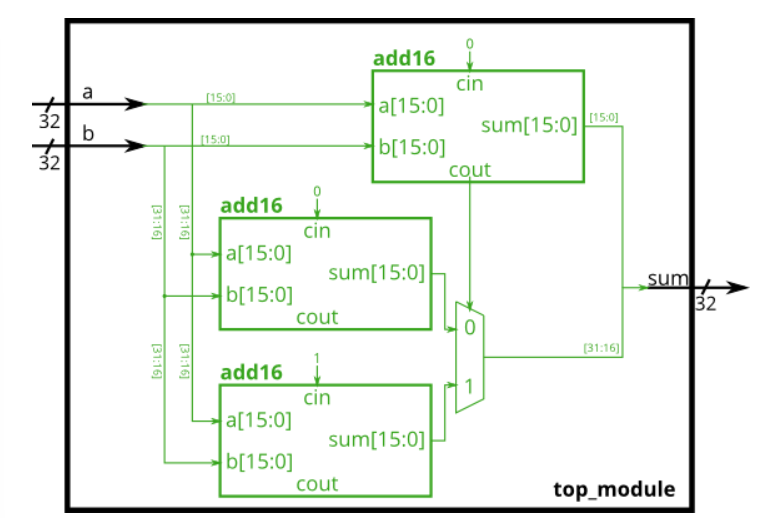 0
add16
cin
a
[15:0]
a[15:0]
32
sum[15:0]
[15:0]
b
[15:0]
b[15:0]
32
cout
0
add16
cin
[31:16]
[31:16]
a[15:0]
sum[15:0]
b[15:0]
cout
sum
32
0
1
[31:16]
[31:16]
[31:16]
add16
cin
1
a[15:0]
sum[15:0]
b[15:0]
cout
top_module